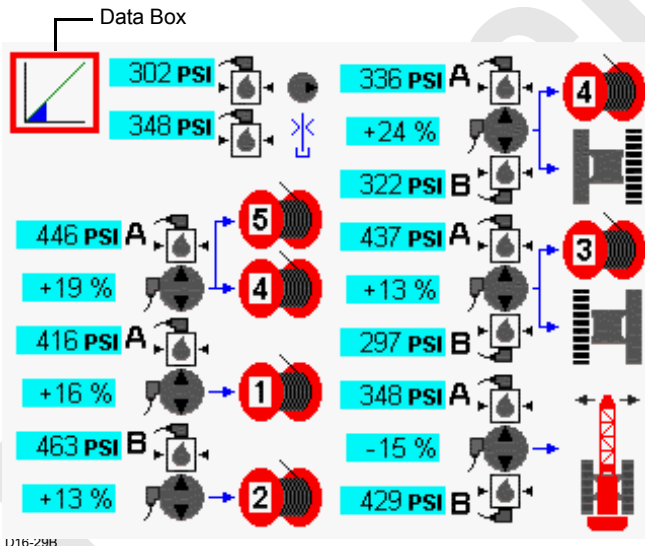 Data Box
302 PSI
348 PSI
446 PSI A
5
+19 %
4
416 PSI A
+16 %
1
463 PSI B
+13 %
2
336 PSI A
4
+24 %
322 PSI B
437 PSI A
3
+13 %
297 PSI B
348 PSI A
-15 %
429 PSI B
D16-29B